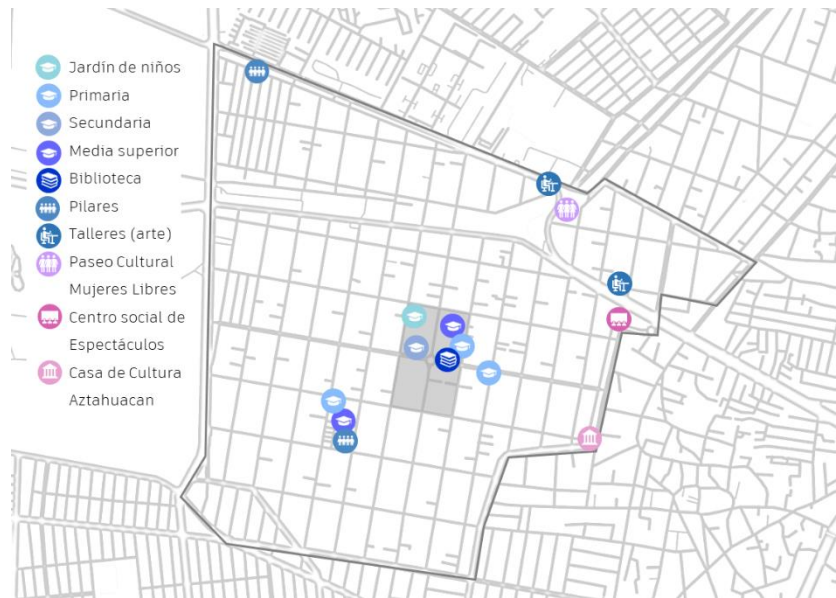 Jardín de niños
Primaria
Secundaria
Media superior
Biblioteca
Pilares
Talleres (arte)
Paseo Cultural
Mujeres Libres
Centro social de
Espectáculos
Casa de Cultura
Aztahuacan